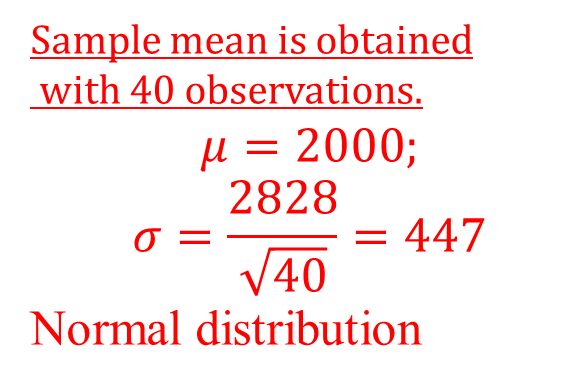 Sample mean is obtained
with 40 observations.
μ = 2000;
σ = 2828/√40 = 447
Normal distribution